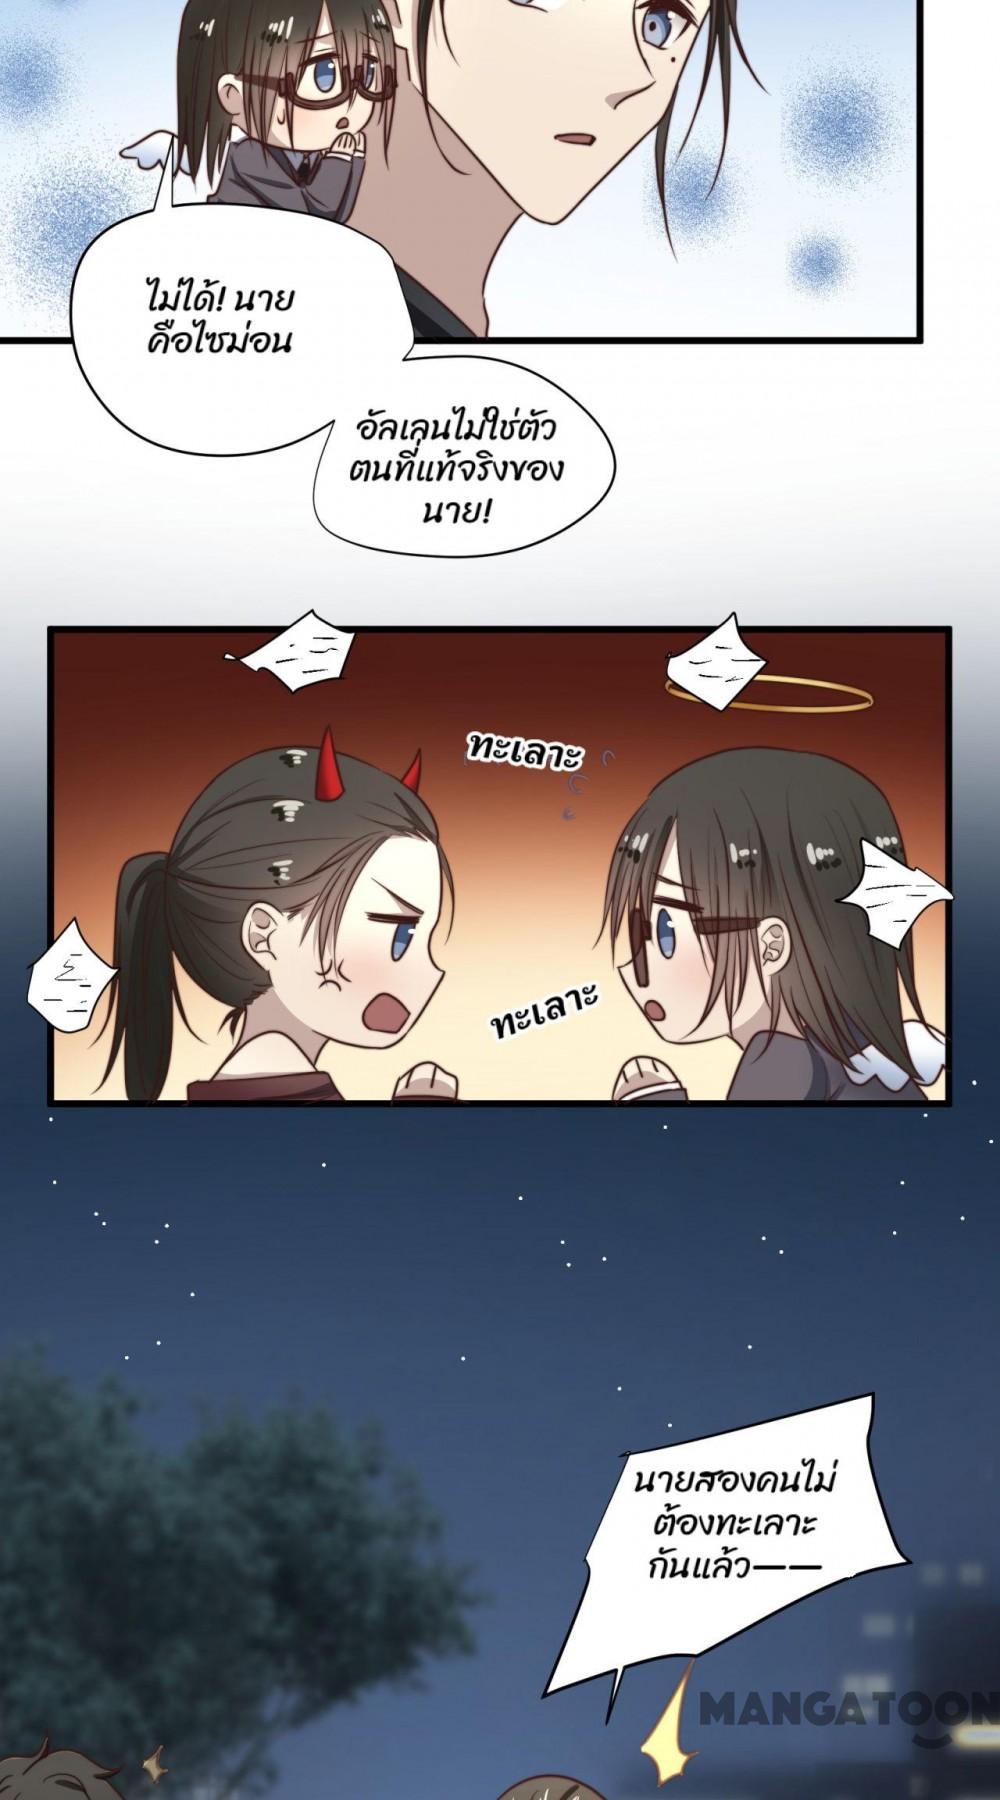 ไม่ได้! นาย
คือไซม่อน
อัลเลนไม่ใช่ตัว
ตนที่แท้จริงของ
นาย!
ทะเลาะ
ทะเลาะ
นายสองคนไม่
ต้องทะเลาะ
กันแล้ว——
MANGATOON